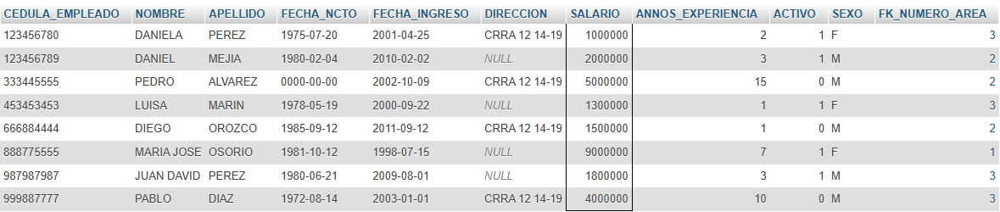 CEDULA_EMPLEADO NOMBRE APELLIDO FECHA_NCTO FECHA_INGRESO DIRECCION SALARIO ANNOS_EXPERIENCIA ACTIVO SEXO FK_NUMERO_AREA
123456780 DANIELA PEREZ 1975-07-20 2001-04-25 CRRA 12 14-19 1000000 2 1 F 3
123456789 DANIEL MEJIA 1980-02-04 2010-02-02 NULL 2000000 3 1 M 2
333445555 PEDRO ALVAREZ 0000-00-00 2002-10-09 CRRA 12 14-19 5000000 15 0 M 2
453453453 LUISA MARIN 1978-05-19 2000-09-22 NULL 1300000 1 1 F 3
666884444 DIEGO OROZCO 1985-09-12 2011-09-12 CRRA 12 14-19 1500000 1 0 M 2
888775555 MARIA JOSE OSORIO 1981-10-12 1998-07-15 NULL 9000000 7 1 F 1
987987987 JUAN DAVID PEREZ 1980-06-21 2009-08-01 NULL 1800000 3 1 M 3
999887777 PABLO DIAZ 1972-08-14 2003-01-01 CRRA 12 14-19 4000000 10 0 M 3